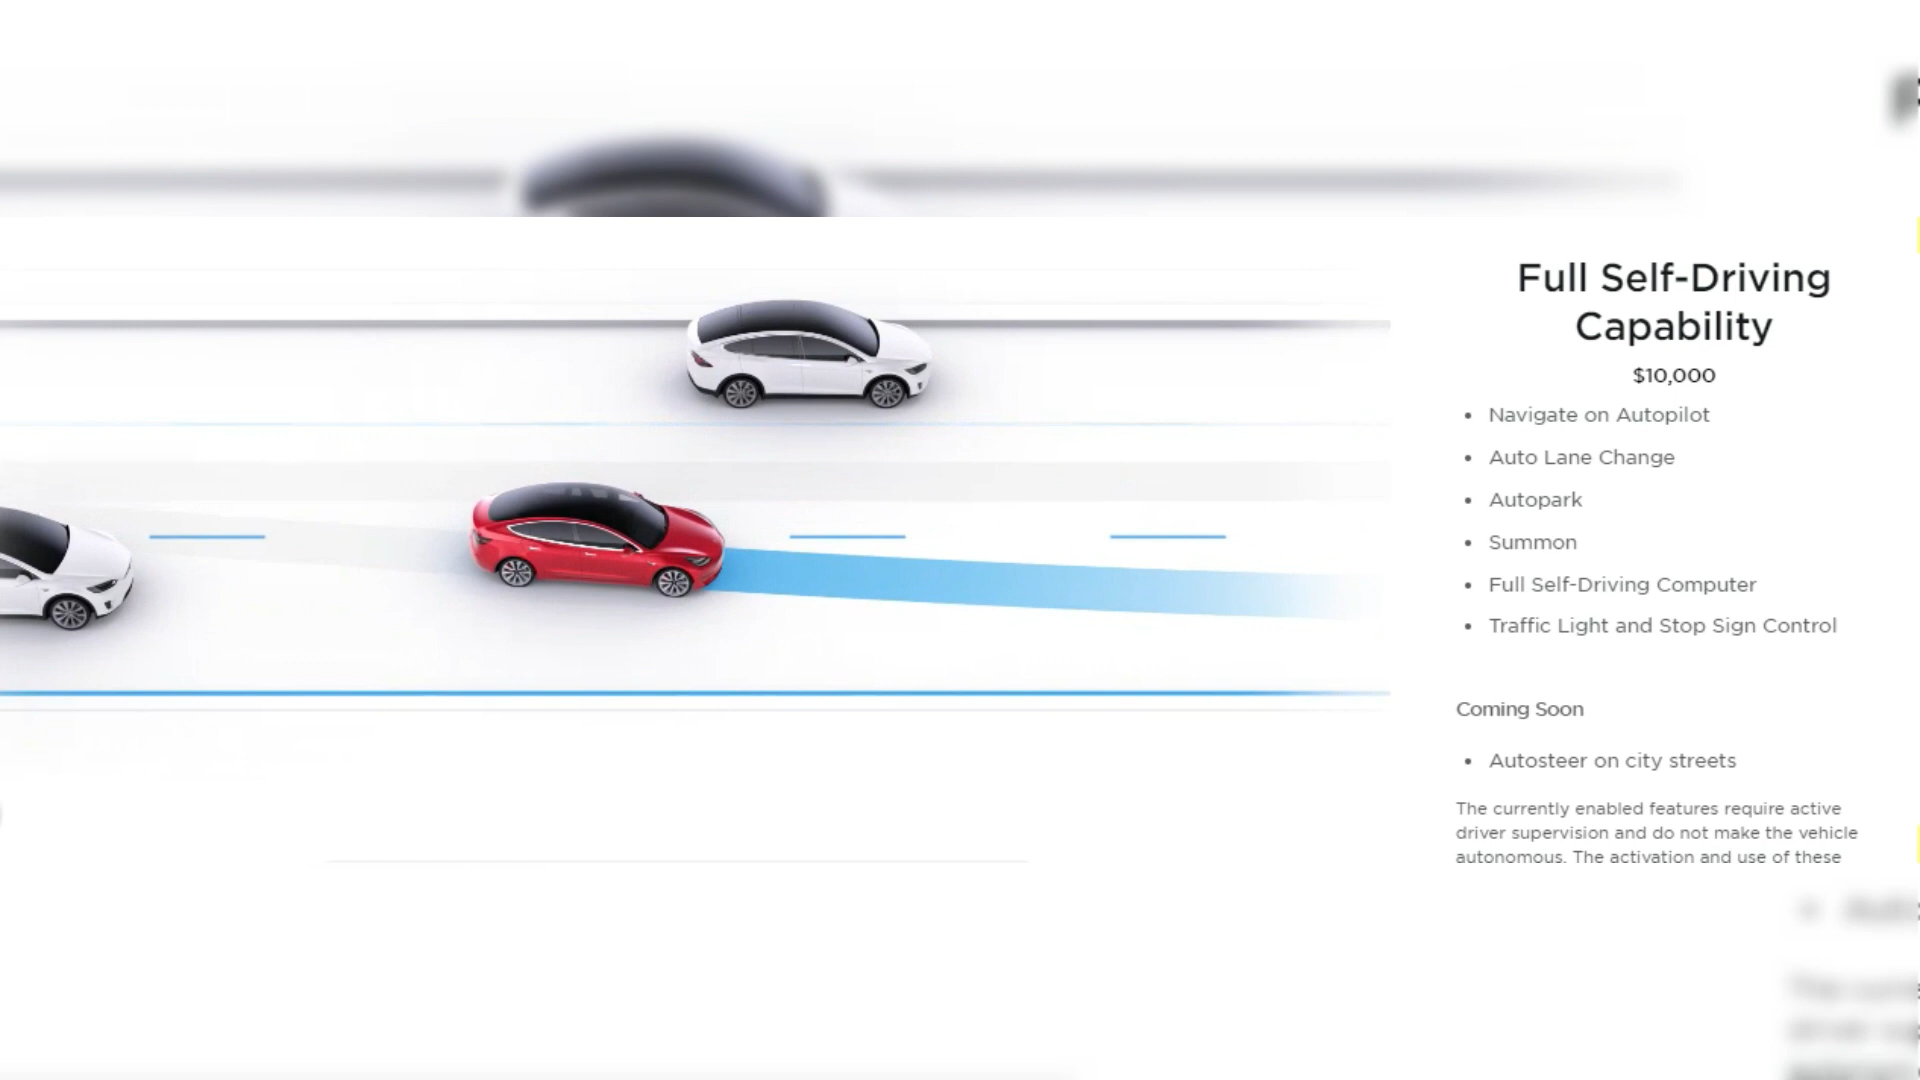 Full Self-Driving
Capability
$10,000
• Navigate on Autopilot
• Auto Lane Change
• Autopark
• Summon
• Full Self-Driving Computer
• Traffic Light and Stop Sign Control
Coming Soon
• Autosteer on city streets
The currently enabled features require active
driver supervision and do not make the vehicle
autonomous. The activation and use of these